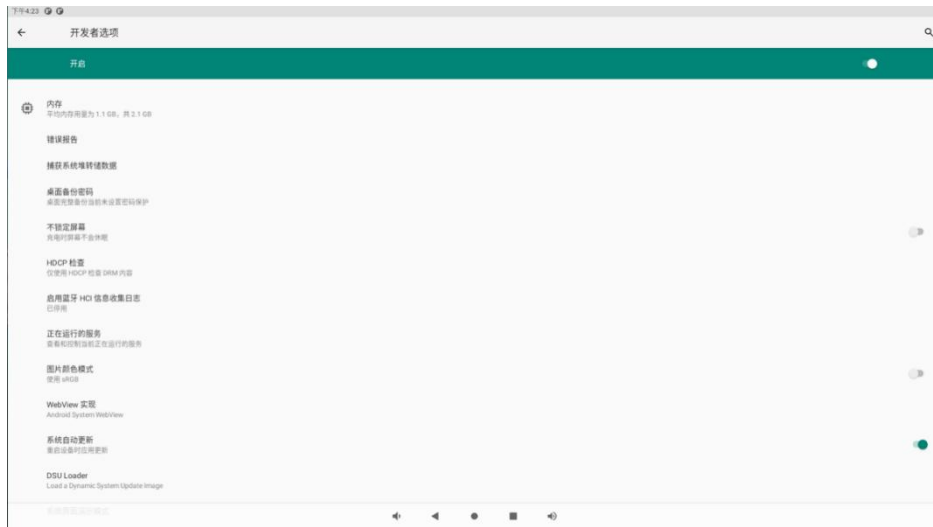 下午4:23
开发者选项
开启
内存
平均内存用量为 1.1 GB，共 2.1 GB
错误报告
捕获系统堆转储数据
桌面备份密码
桌面完整备份当前未设置密码保护
不锁定屏幕
充电时屏幕不会休眠
HDCP 检查
仅使用 HDCP 检查 DRM 内容
启用蓝牙 HCI 信息收集日志
已停用
正在运行的服务
查看和控制当前正在运行的服务
图片颜色模式
使用 sRGB
WebView 实现
Android System WebView
系统自动更新
重启设备时应用更新
DSU Loader
Load a Dynamic System Update Image